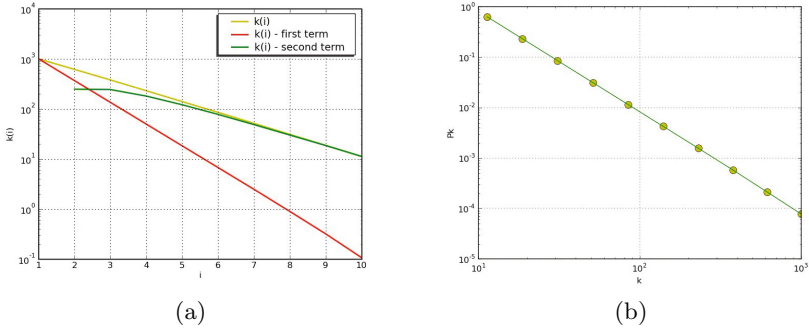 10^4
10^3
10^2
10^1
10^0
10^-1
k(i)
k(i)
k(i) - first term
k(i) - second term
1 2 3 4 5 6 7 8 9 10
i
(a)
10^0
10^-1
10^-2
10^-3
10^-4
10^-5
Pk
10^1 10^2 10^3
k
(b)